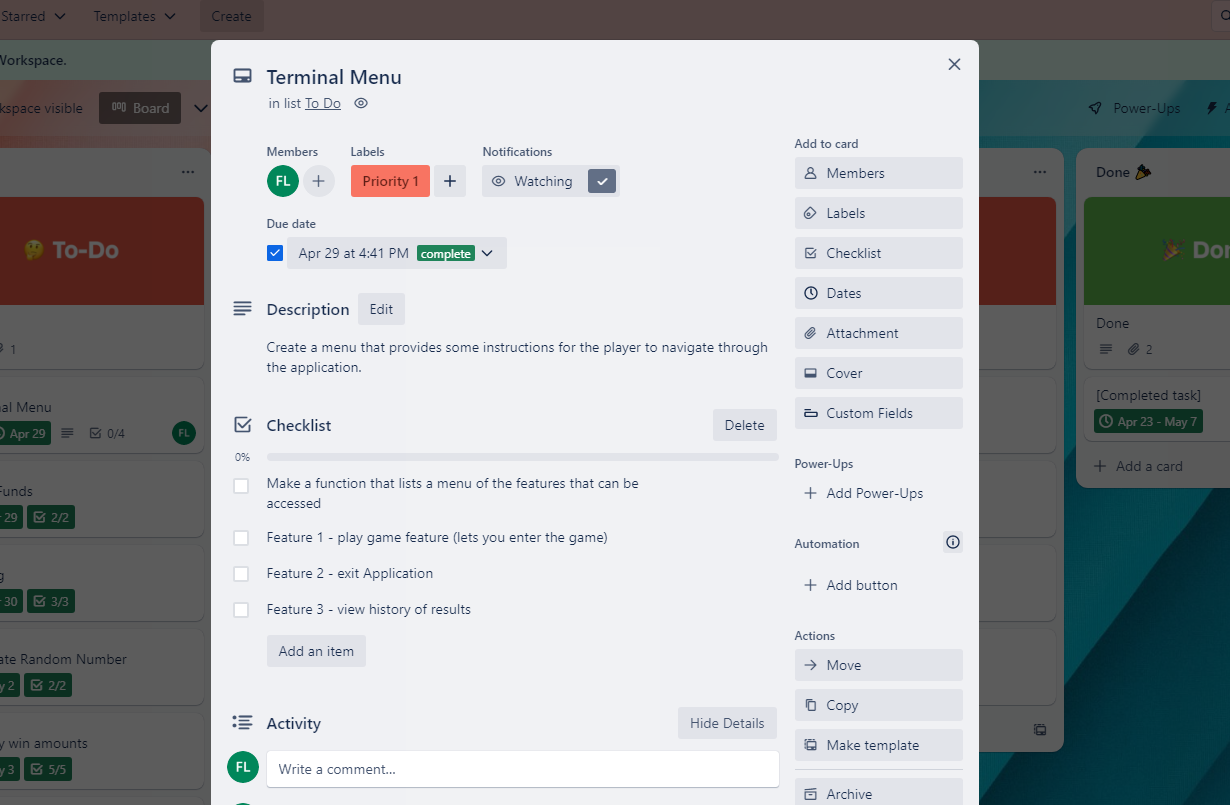 Starred
Templates
Create
Workspace.
kspace visible
Board
Power-Ups
Terminal Menu
in list To Do
Members
Labels
Notifications
FL
Priority 1
Watching
Due date
Apr 29 at 4:41 PM complete
Description
Edit
Create a menu that provides some instructions for the player to navigate through
the application.
Checklist
Delete
0%
Make a function that lists a menu of the features that can be
accessed
Feature 1 - play game feature (lets you enter the game)
Feature 2 - exit Application
Feature 3 - view history of results
Add an item
Activity
Hide Details
FL
Write a comment...
Add to card
Members
Labels
Checklist
Dates
Attachment
Cover
Custom Fields
Power-Ups
Add Power-Ups
Automation
Add button
Actions
Move
Copy
Make template
Archive
To-Do
1
al Menu
Apr 29
0/4
FL
Funds
29
2/2
g
30
3/3
ate Random Number
y 2
2/2
y win amounts
y 3
5/5
Done
Don
Done
2
[Completed task]
Apr 23 - May 7
Add a card